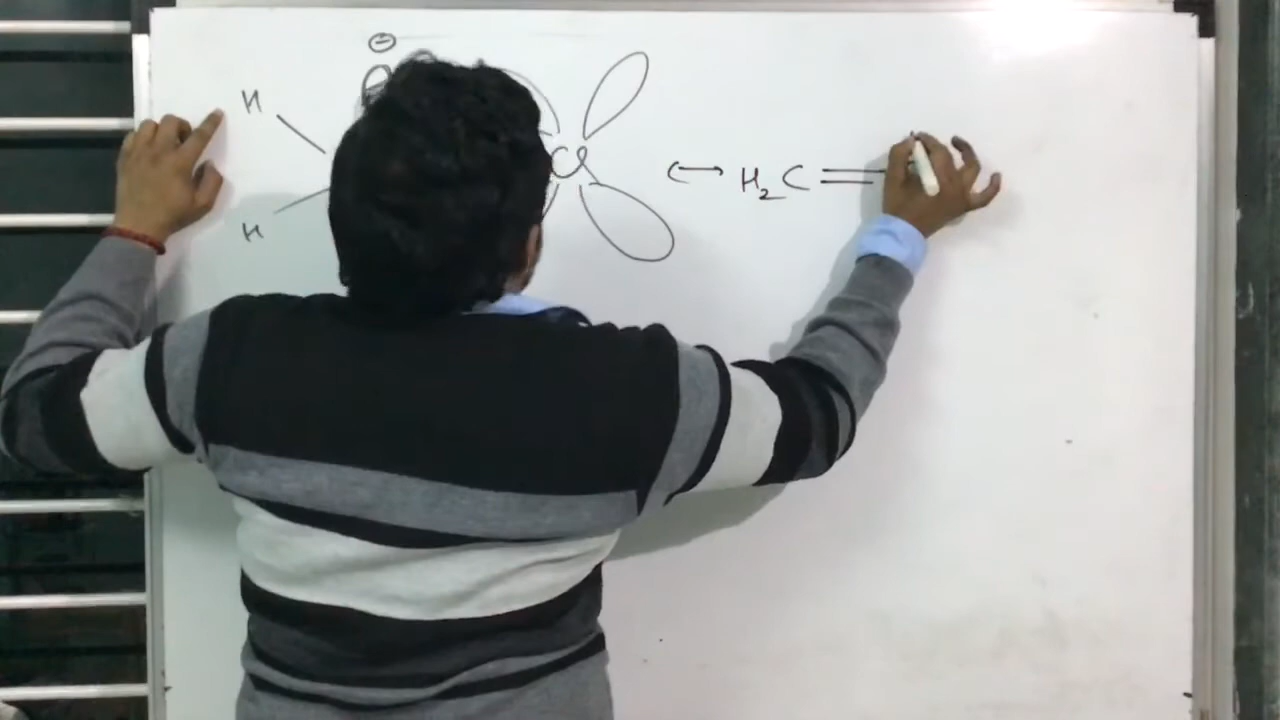 ⊖
H
Cl ↔ H₂C =
H